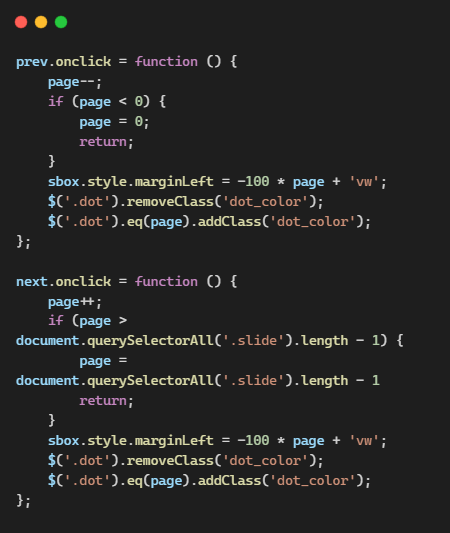 prev.onclick = function () {
    page--;
    if (page < 0) {
        page = 0;
        return;
    }
    sbox.style.marginLeft = -100 * page + 'vw';
    $('.dot').removeClass('dot_color');
    $('.dot').eq(page).addClass('dot_color');
};

next.onclick = function () {
    page++;
    if (page >
document.querySelectorAll('.slide').length - 1) {
        page =
document.querySelectorAll('.slide').length - 1
        return;
    }
    sbox.style.marginLeft = -100 * page + 'vw';
    $('.dot').removeClass('dot_color');
    $('.dot').eq(page).addClass('dot_color');
};